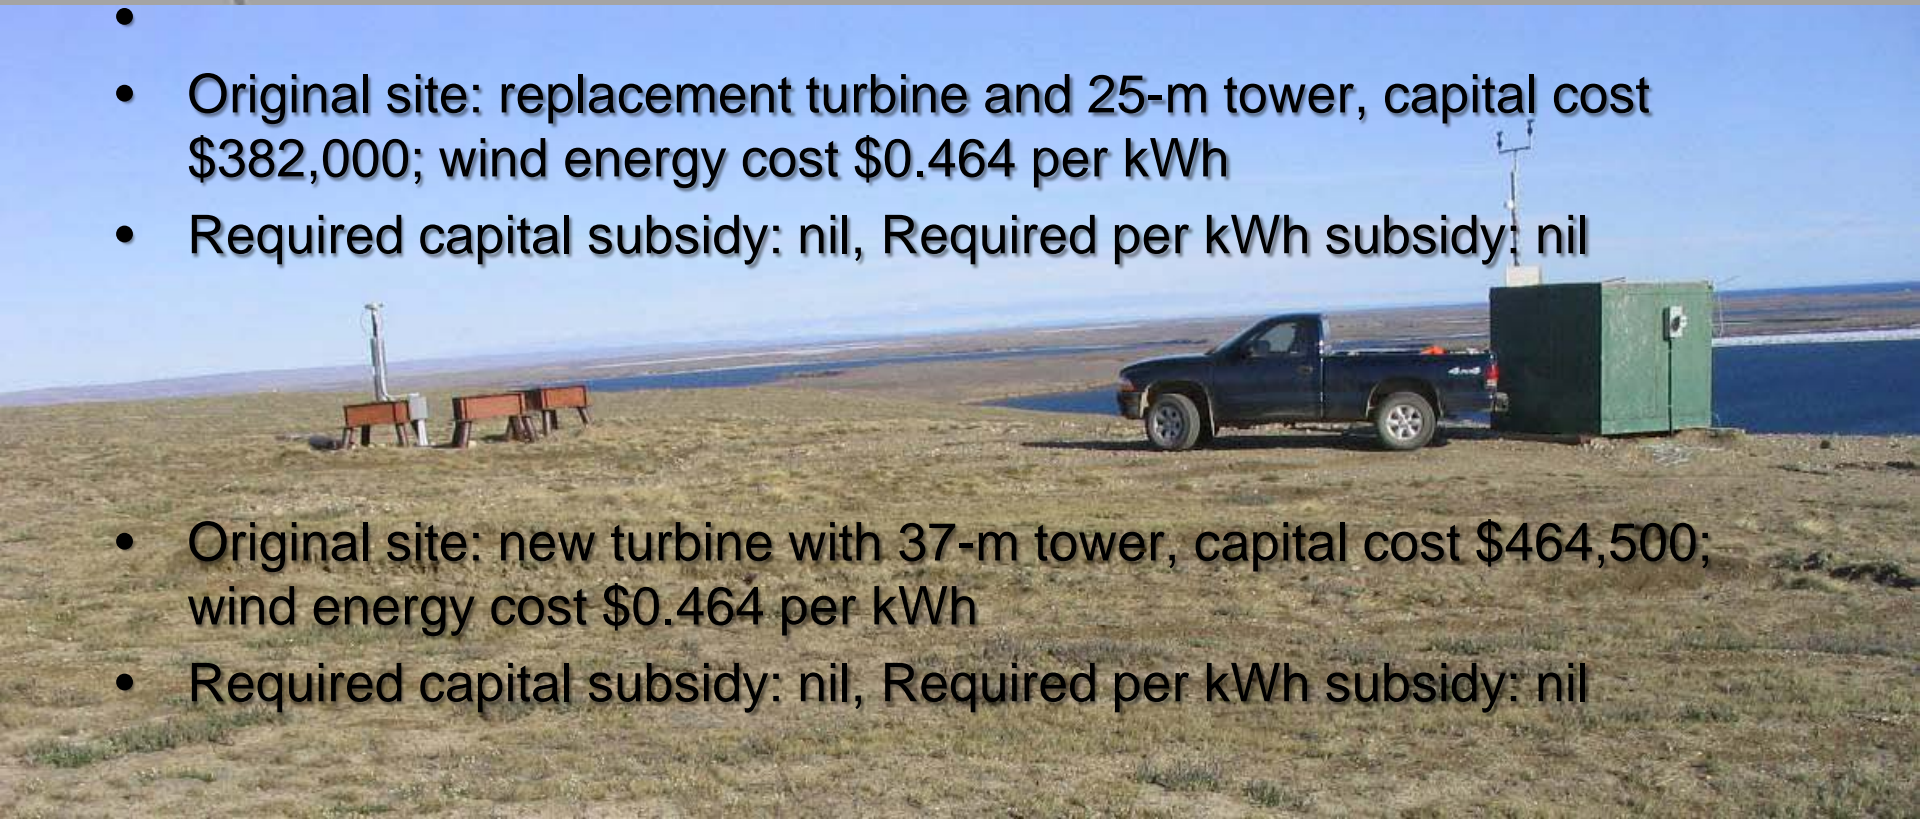 • 
• Original site: replacement turbine and 25-m tower, capital cost
$382,000; wind energy cost $0.464 per kWh
• Required capital subsidy: nil, Required per kWh subsidy: nil
4x4
• Original site: new turbine with 37-m tower, capital cost $464,500;
wind energy cost $0.464 per kWh
• Required capital subsidy: nil, Required per kWh subsidy: nil